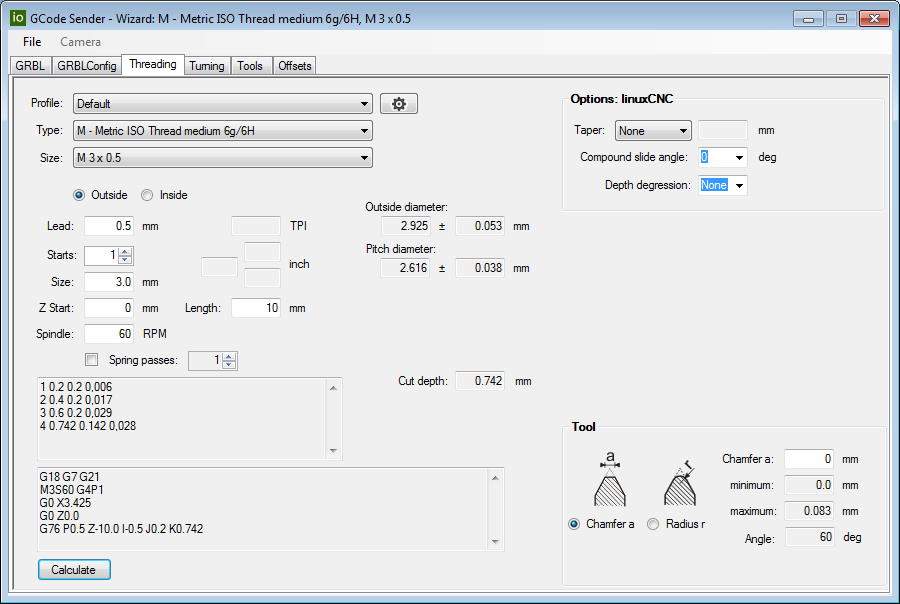 io GCode Sender - Wizard: M - Metric ISO Thread medium 6g/6H, M 3 x 0.5
File Camera
GRBL GRBLConfig Threading Turning Tools Offsets
Profile: Default
Type: M - Metric ISO Thread medium 6g/6H
Size: M 3 x 0.5
Outside Inside
Lead: 0.5 mm TPI
Starts: 1
inch
Size: 3.0 mm
Z Start: 0 mm Length: 10 mm
Spindle: 60 RPM
Spring passes: 1
Outside diameter:
2.925 ± 0.053 mm
Pitch diameter:
2.616 ± 0.038 mm
Cut depth: 0.742 mm
1 0.2 0.2 0,006
2 0.4 0.2 0,017
3 0.6 0.2 0,029
4 0.742 0.142 0,028
G18 G7 G21
M3S60 G4P1
G0 X3.425
G0 Z0.0
G76 P0.5 Z-10.0 I-0.5 J0.2 K0.742
Calculate
Options: linuxCNC
Taper: None mm
Compound slide angle: 0 deg
Depth degression: None
Tool
a r
Chamfer a Radius r
Chamfer a: 0 mm
minimum: 0.0 mm
maximum: 0.083 mm
Angle: 60 deg